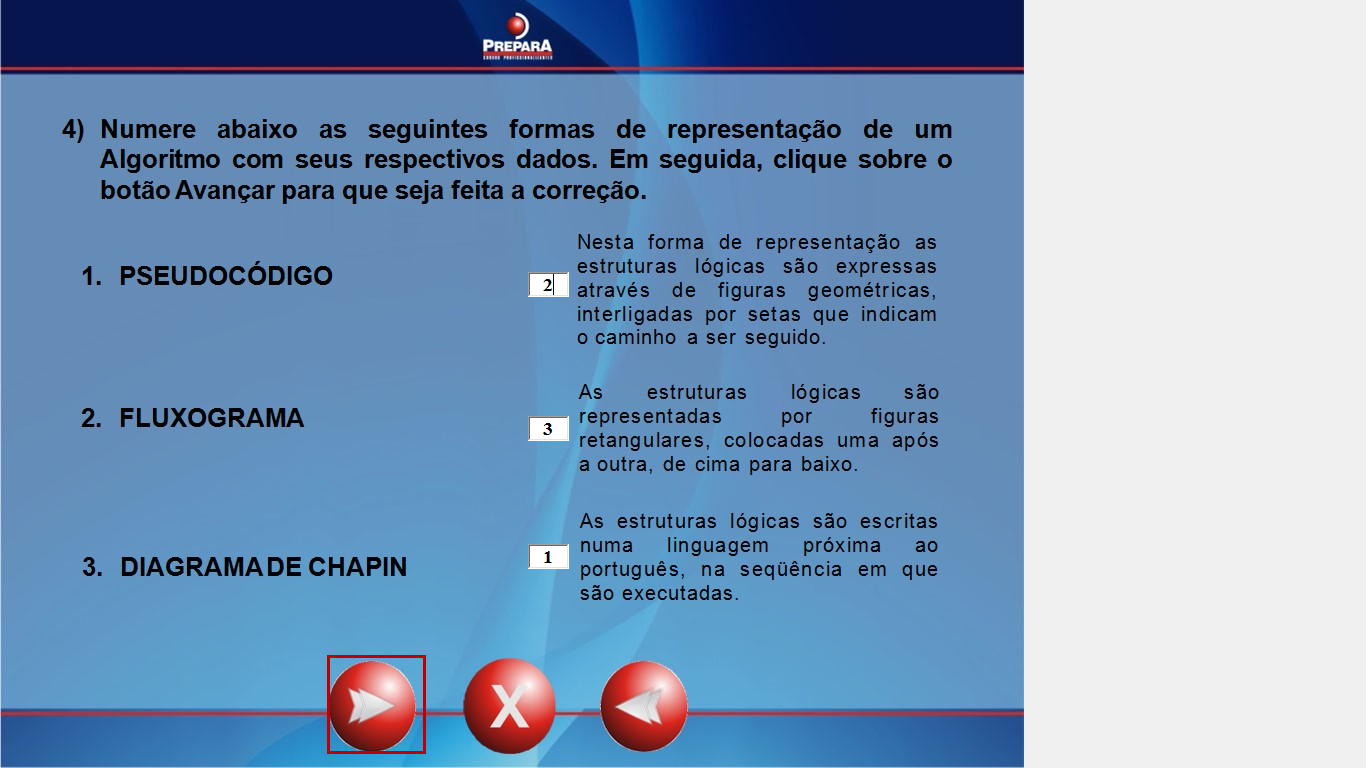 PREPARA
CURSOS PROFISSIONALIZANTES
4) Numere abaixo as seguintes formas de representação de um
Algoritmo com seus respectivos dados. Em seguida, clique sobre o
botão Avançar para que seja feita a correção.
1. PSEUDOCÓDIGO
2
Nesta forma de representação as
estruturas lógicas são expressas
através de figuras geométricas,
interligadas por setas que indicam
o caminho a ser seguido.
2. FLUXOGRAMA
3
As estruturas lógicas são
representadas por figuras
retangulares, colocadas uma após
a outra, de cima para baixo.
3. DIAGRAMA DE CHAPIN
1
As estruturas lógicas são escritas
numa linguagem próxima ao
português, na seqüência em que
são executadas.
X